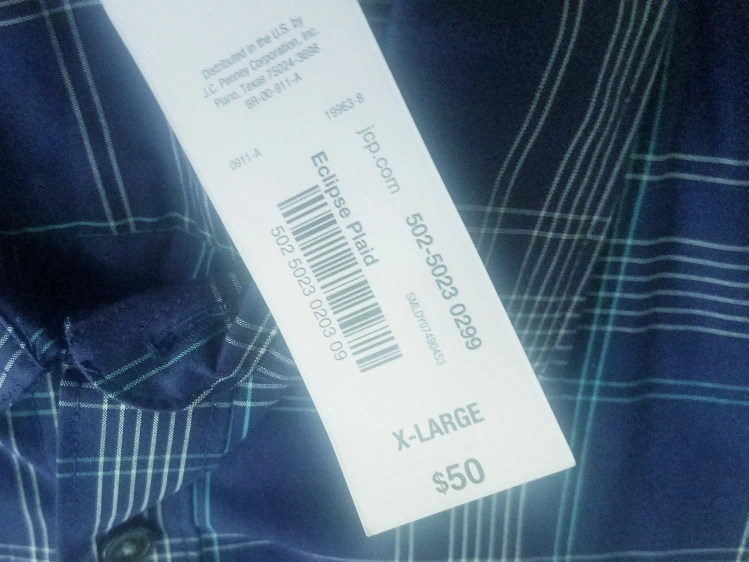 Distributed in the U.S. by
J.C. Penney Corporation, Inc.
Plano, Texas 75024-3698
BR-00-911-A
19963-8
0911-A
jcp.com
Eclipse Plaid
502 5023 0203 09
502-5023 0299
SMLDY07490453
X-LARGE
$50